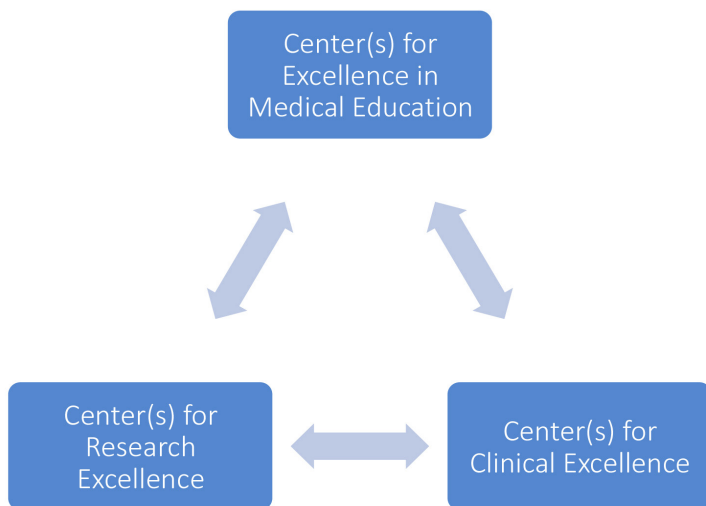 Center(s) for
Excellence in
Medical Education
Center(s) for
Research
Excellence
Center(s) for
Clinical Excellence